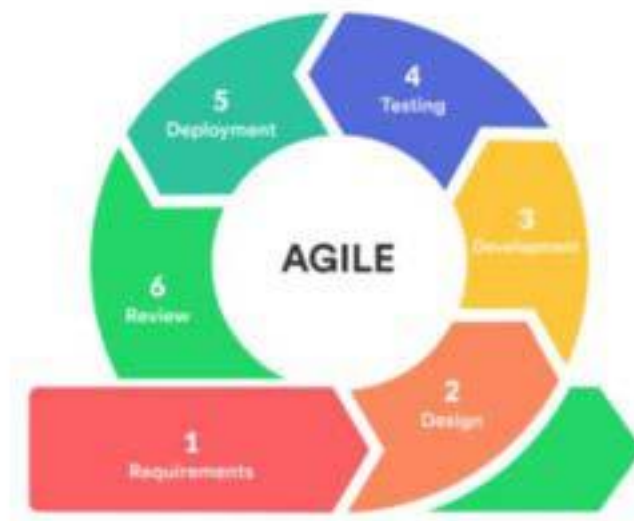 1
Requirements
2
Design
3
Development
4
Testing
5
Deployment
6
Review
AGILE